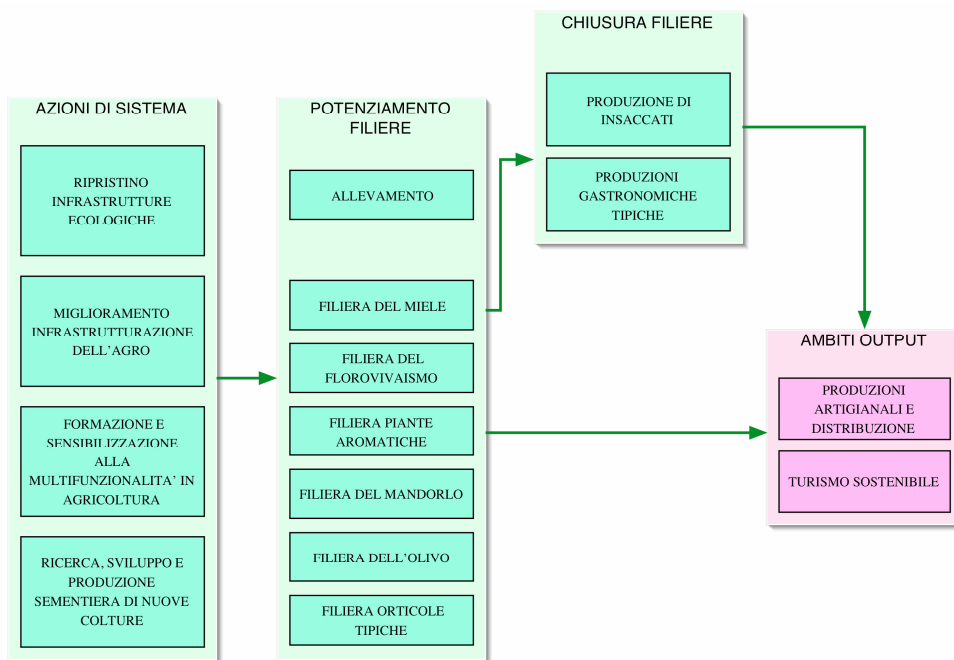 AZIONI DI SISTEMA
RIPRISTINO
INFRASTRUTTURE
ECOLOGICHE
MIGLIORAMENTO
INFRASTRUTTURAZIONE
DELL'AGRO
FORMAZIONE E
SENSIBILIZZAZIONE
ALLA
MULTIFUNZIONALITA' IN
AGRICOLTURA
RICERCA, SVILUPPO E
PRODUZIONE
SEMENTIERA DI NUOVE
COLTURE
POTENZIAMENTO
FILIERE
ALLEVAMENTO
FILIERA DEL MIELE
FILIERA DEL
FLOROVIVAISMO
FILIERA PIANTE
AROMATICHE
FILIERA DEL MANDORLO
FILIERA DELL'OLIVO
FILIERA ORTICOLE
TIPICHE
CHIUSURA FILIERE
PRODUZIONE DI
INSACCATI
PRODUZIONI
GASTRONOMICHE
TIPICHE
AMBITI OUTPUT
PRODUZIONI
ARTIGIANALI E
DISTRIBUZIONE
TURISMO SOSTENIBILE